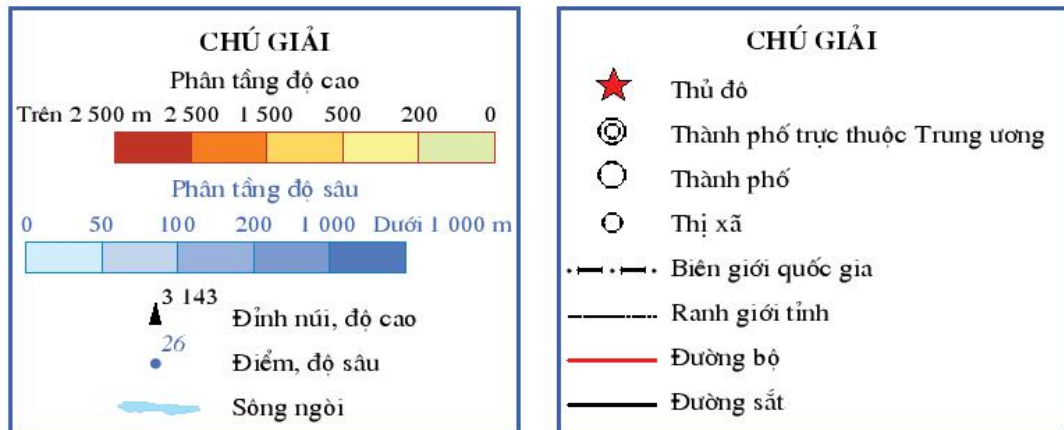 CHÚ GIẢI
Phân tầng độ cao
Trên 2 500 m 2 500 1 500 500 200 0
Phân tầng độ sâu
0 50 100 200 1 000 Dưới 1 000 m
3 143
Đỉnh núi, độ cao
26
Điểm, độ sâu
Sông ngòi
CHÚ GIẢI
Thủ đô
Thành phố trực thuộc Trung ương
Thành phố
Thị xã
Biên giới quốc gia
Ranh giới tỉnh
Đường bộ
Đường sắt